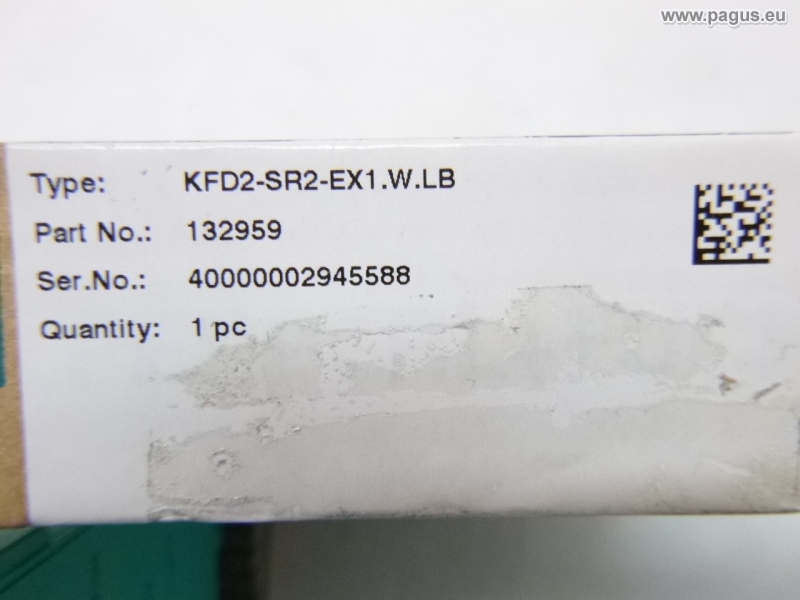 www.pagus.eu
Type: KFD2-SR2-EX1.W.LB
Part No.: 132959
Ser.No.: 40000002945588
Quantity: 1 pc